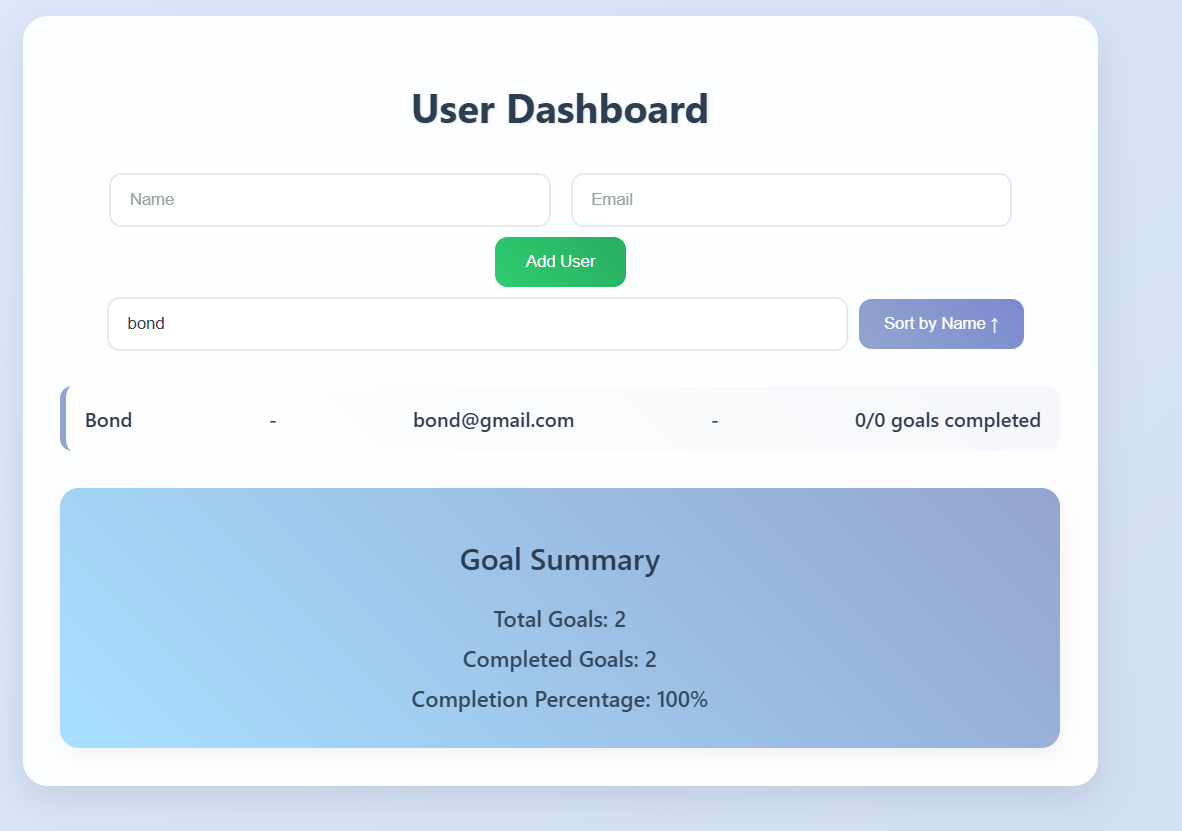 User Dashboard
Name Email
Add User
bond Sort by Name ↑
Bond - bond@gmail.com - 0/0 goals completed
Goal Summary
Total Goals: 2
Completed Goals: 2
Completion Percentage: 100%